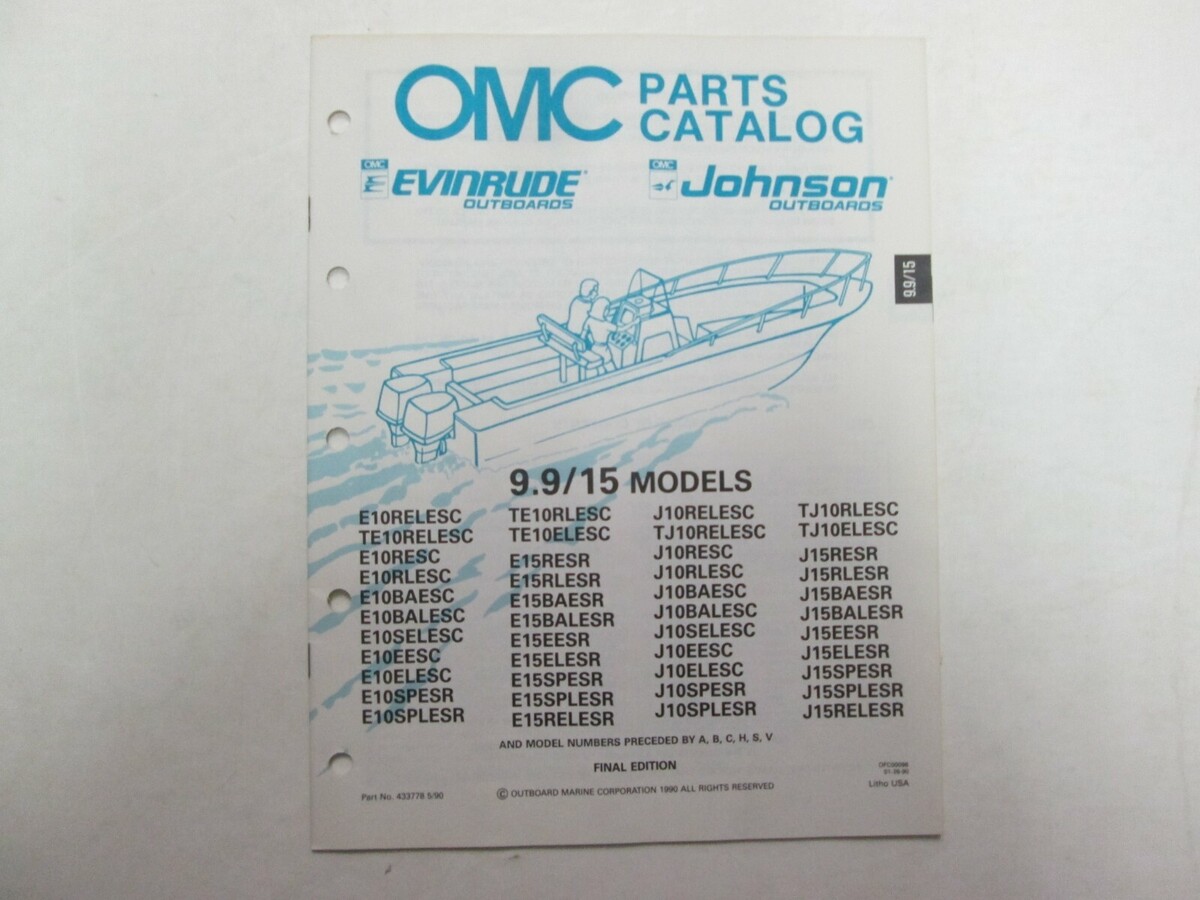 OMC PARTS
CATALOG
OMC EVINRUDE®
OUTBOARDS
OMC Johnson®
OUTBOARDS
9.9/15
9.9/15 MODELS
E10RELESC
TE10RELESC
E10RESC
E10RLESC
E10BAESC
E10BALESC
E10SELESC
E10EESC
E10ELESC
E10SPESR
E10SPLESR
TE10RLESC
TE10ELESC
E15RESR
E15RLESR
E15BAESR
E15BALESR
E15EESR
E15ELESR
E15SPESR
E15SPLESR
E15RELESR
J10RELESC
TJ10RELESC
J10RESC
J10RLESC
J10BAESC
J10BALESC
J10SELESC
J10EESC
J10ELESC
J10SPESR
J10SPLESR
TJ10RLESC
TJ10ELESC
J15RESR
J15RLESR
J15BAESR
J15BALESR
J15EESR
J15ELESR
J15SPESR
J15SPLESR
J15RELESR
AND MODEL NUMBERS PRECEDED BY A, B, C, H, S, V
FINAL EDITION
Part No. 433778 5/90
© OUTBOARD MARINE CORPORATION 1990 ALL RIGHTS RESERVED
Litho USA